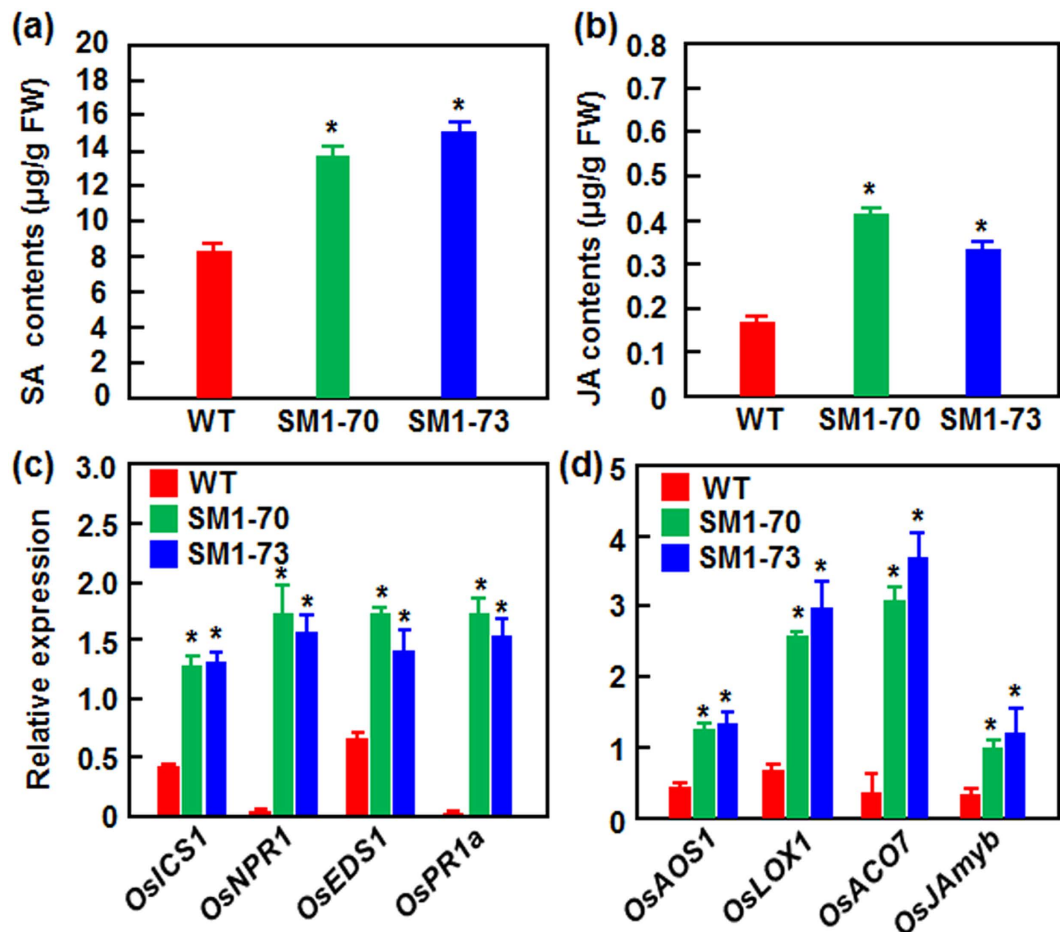 (a)
SA contents (µg/g FW)
20
18
16
14
12
10
8
6
4
2
0
*
*
WT SM1-70 SM1-73
(b)
JA contents (µg/g FW)
0.8
0.7
0.6
0.5
0.4
0.3
0.2
0.1
0
*
*
WT SM1-70 SM1-73
(c)
Relative expression
3.0
2.5
2.0
1.5
1.0
0.5
0
WT
SM1-70
SM1-73
* * * * * * * *
OsICS1 OsNPR1 OsEDS1 OsPR1a
(d)
5
4
3
2
1
0
WT
SM1-70
SM1-73
* * * * * * * *
OsAOS1 OsLOX1 OsACO7 OsJAmyb